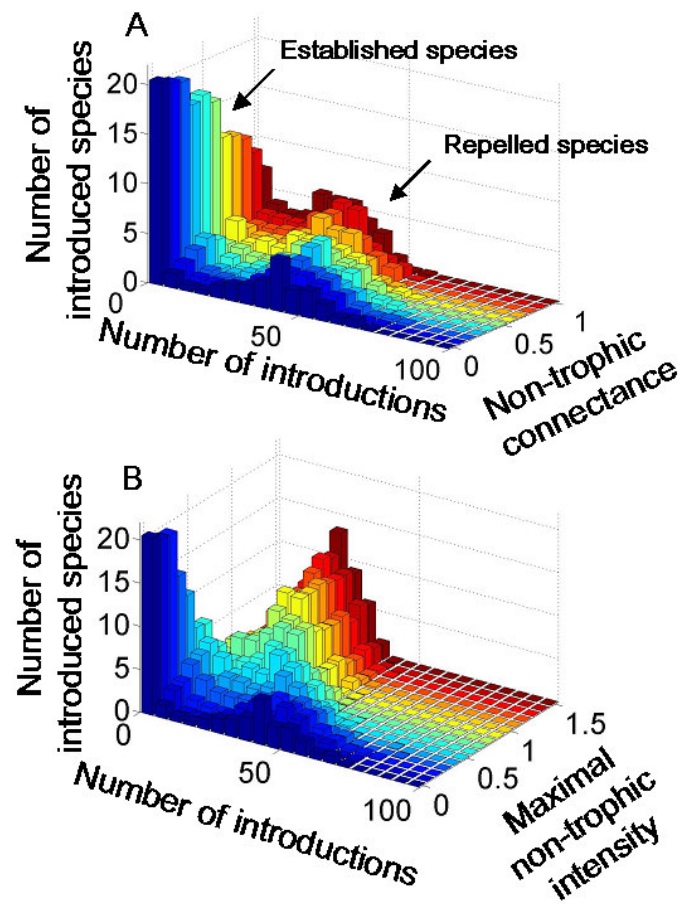 A
Established species
Repelled species
Number of
introduced species
20
15
10
5
0
0
50
100
Number of introductions
0
0.5
1
Non-trophic
connectance
B
Number of
introduced species
20
15
10
5
0
0
50
100
Number of introductions
0
0.5
1
1.5
Maximal
non-trophic
intensity